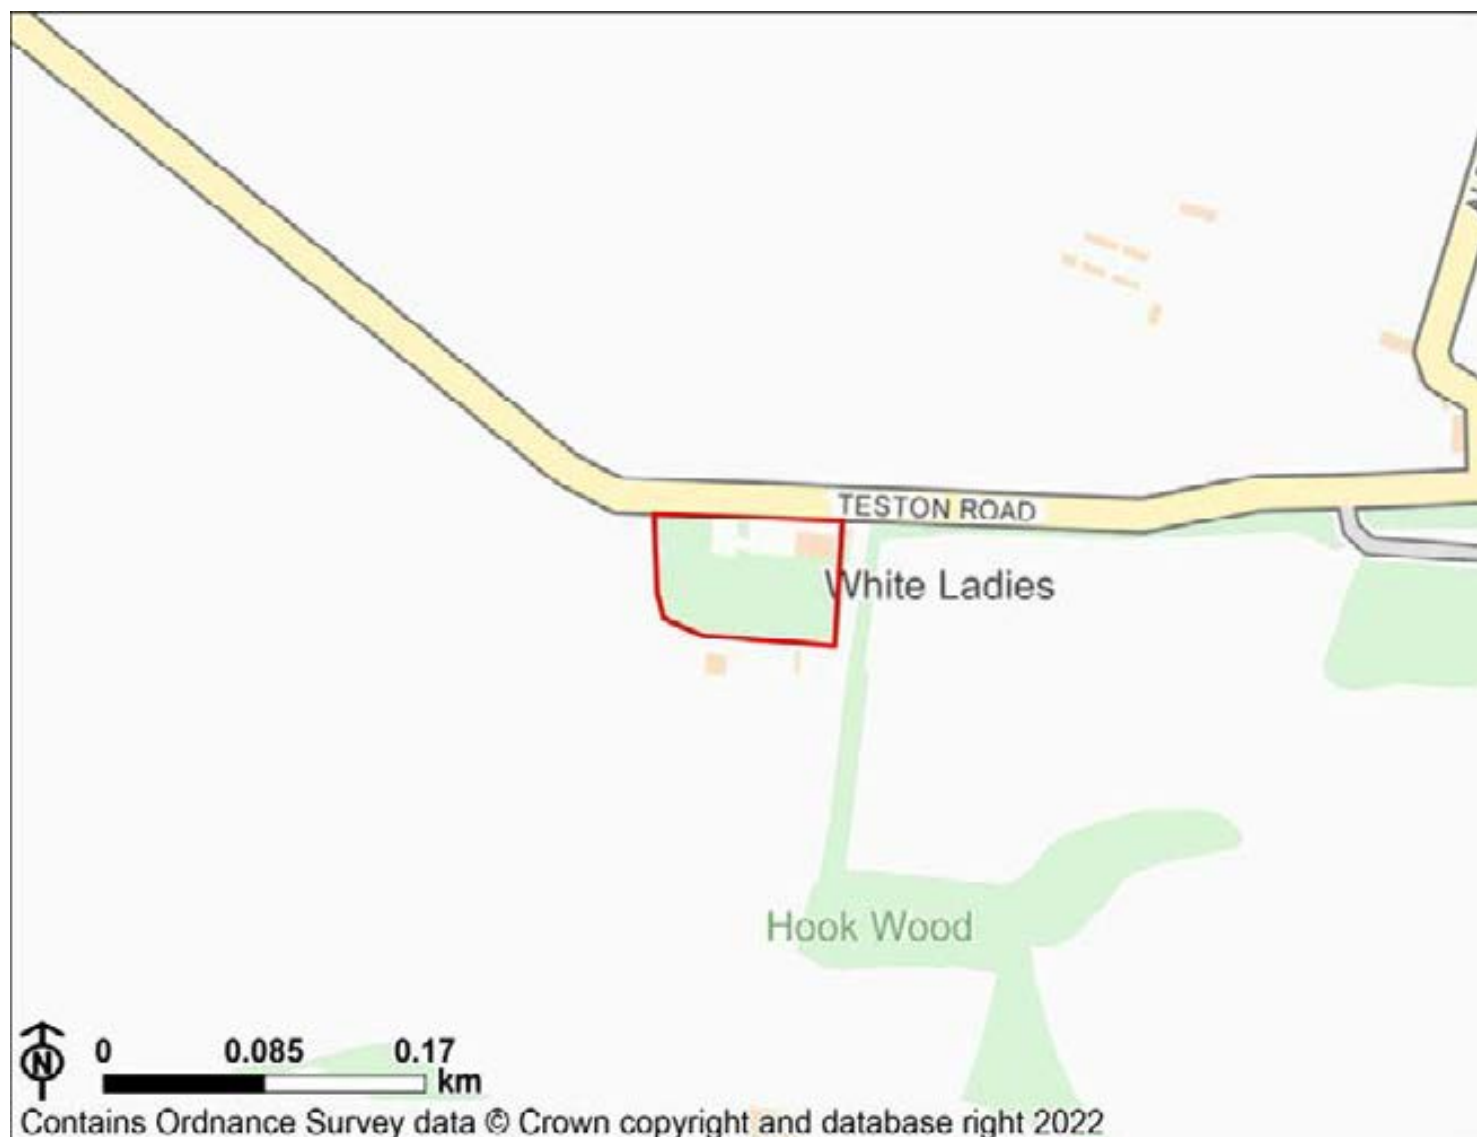 TESTON ROAD
White Ladies
Hook Wood
N
0 0.085 0.17
km
Contains Ordnance Survey data © Crown copyright and database right 2022